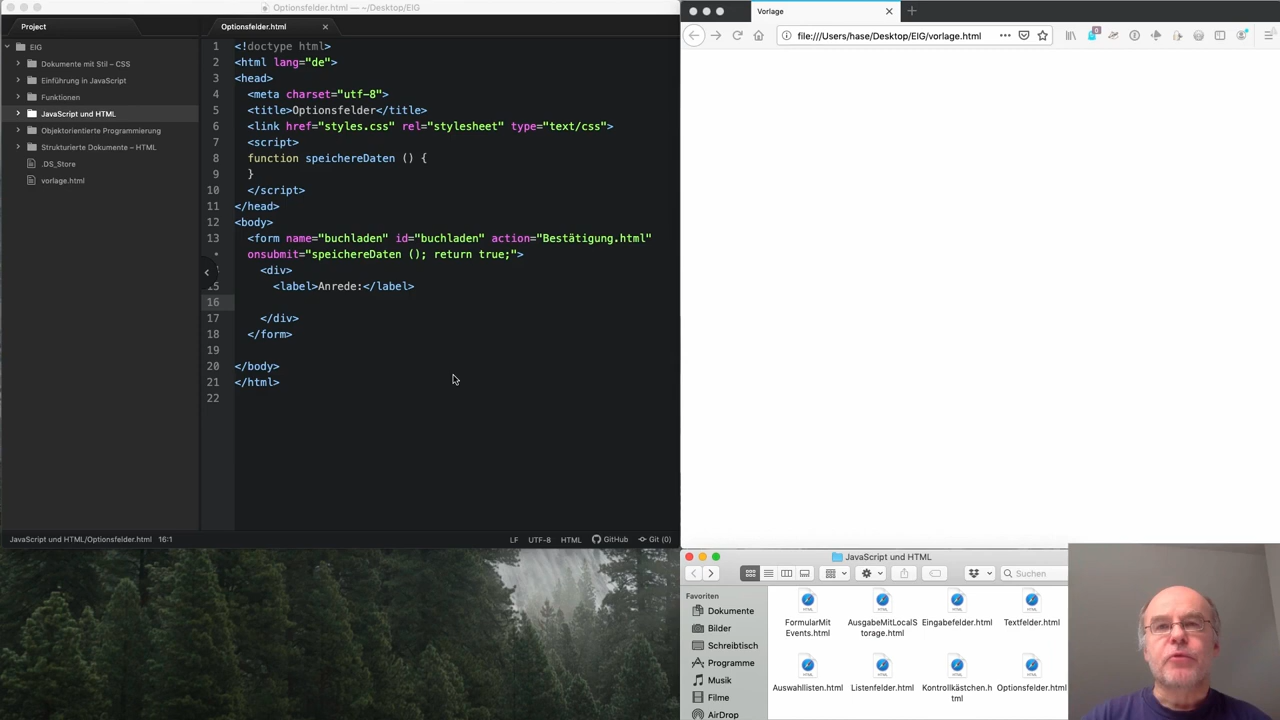 Optionsfelder.html — ~/Desktop/EIG
Project
Optionsfelder.html
EIG
Dokumente mit Stil – CSS
Einführung in JavaScript
Funktionen
JavaScript und HTML
Objektorientierte Programmierung
Strukturierte Dokumente – HTML
.DS_Store
vorlage.html
1 <!doctype html>
2 <html lang="de">
3 <head>
4 <meta charset="utf-8">
5 <title>Optionsfelder</title>
6 <link href="styles.css" rel="stylesheet" type="text/css">
7 <script>
8 function speichereDaten () {
9 }
10 </script>
11 </head>
12 <body>
13 <form name="buchladen" id="buchladen" action="Bestätigung.html"
• onsubmit="speichereDaten (); return true;">
<div>
15 <label>Anrede:</label>
16
17 </div>
18 </form>
19
20 </body>
21 </html>
22
JavaScript und HTML/Optionsfelder.html 16:1
LF UTF-8 HTML GitHub Git (0)
Vorlage
file:///Users/hase/Desktop/EIG/vorlage.html
0
JavaScript und HTML
Suchen
Favoriten
Dokumente
Bilder
Schreibtisch
Programme
Musik
Filme
AirDrop
FormularMit
Events.html
AusgabeMitLocalS
torage.html
Eingabefelder.html
Textfelder.html
Auswahllisten.html
Listenfelder.html
Kontrollkästchen.h
tml
Optionsfelder.html